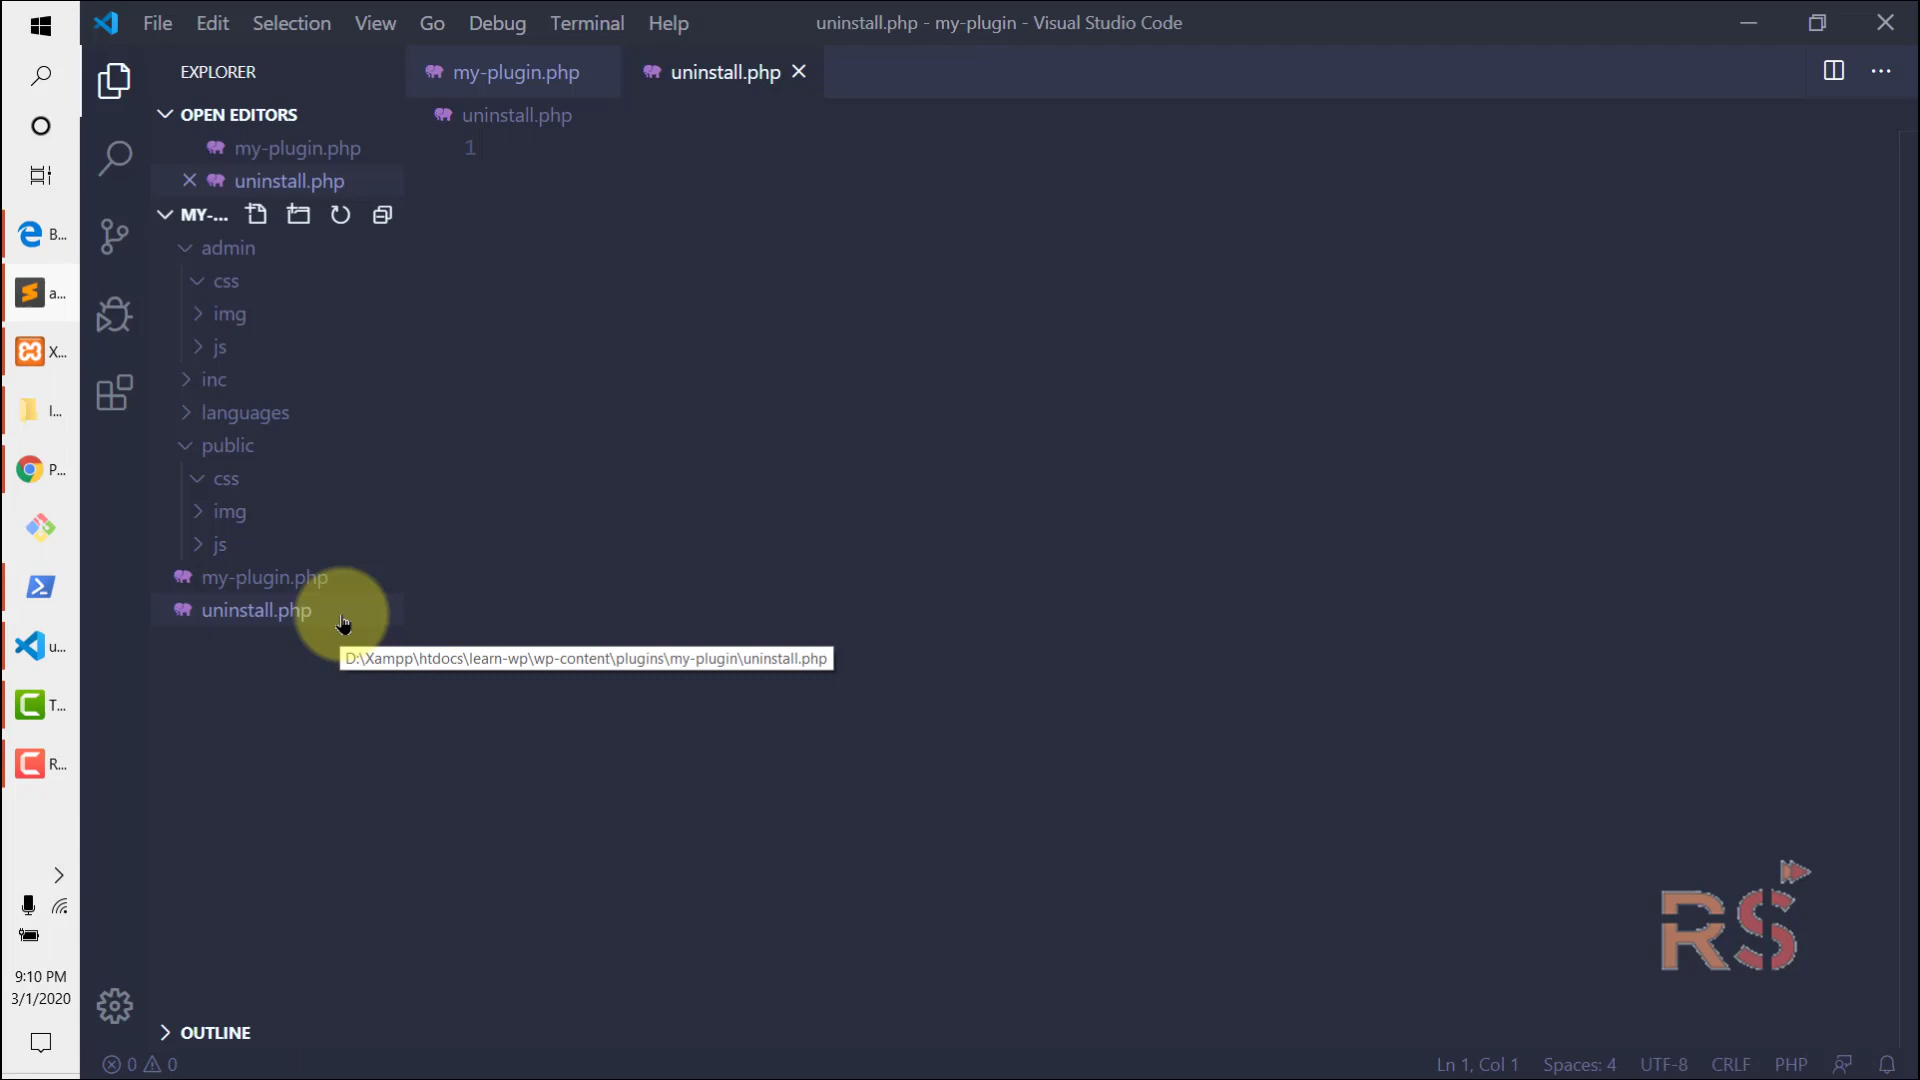 File Edit Selection View Go Debug Terminal Help
uninstall.php - my-plugin - Visual Studio Code
EXPLORER
my-plugin.php
uninstall.php
OPEN EDITORS
my-plugin.php
uninstall.php
MY-...
admin
css
img
js
inc
languages
public
css
img
js
my-plugin.php
uninstall.php
D:\Xampp\htdocs\learn-wp\wp-content\plugins\my-plugin\uninstall.php
OUTLINE
uninstall.php
1
B...
a...
X...
I...
P...
u...
T...
R...
9:10 PM
3/1/2020
RS
0 0
Ln 1, Col 1 Spaces: 4 UTF-8 CRLF PHP